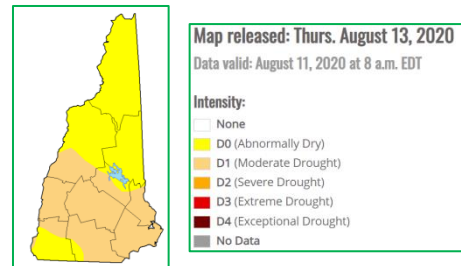 Map released: Thurs. August 13, 2020
Data valid: August 11, 2020 at 8 a.m. EDT
Intensity:
None
D0 (Abnormally Dry)
D1 (Moderate Drought)
D2 (Severe Drought)
D3 (Extreme Drought)
D4 (Exceptional Drought)
No Data